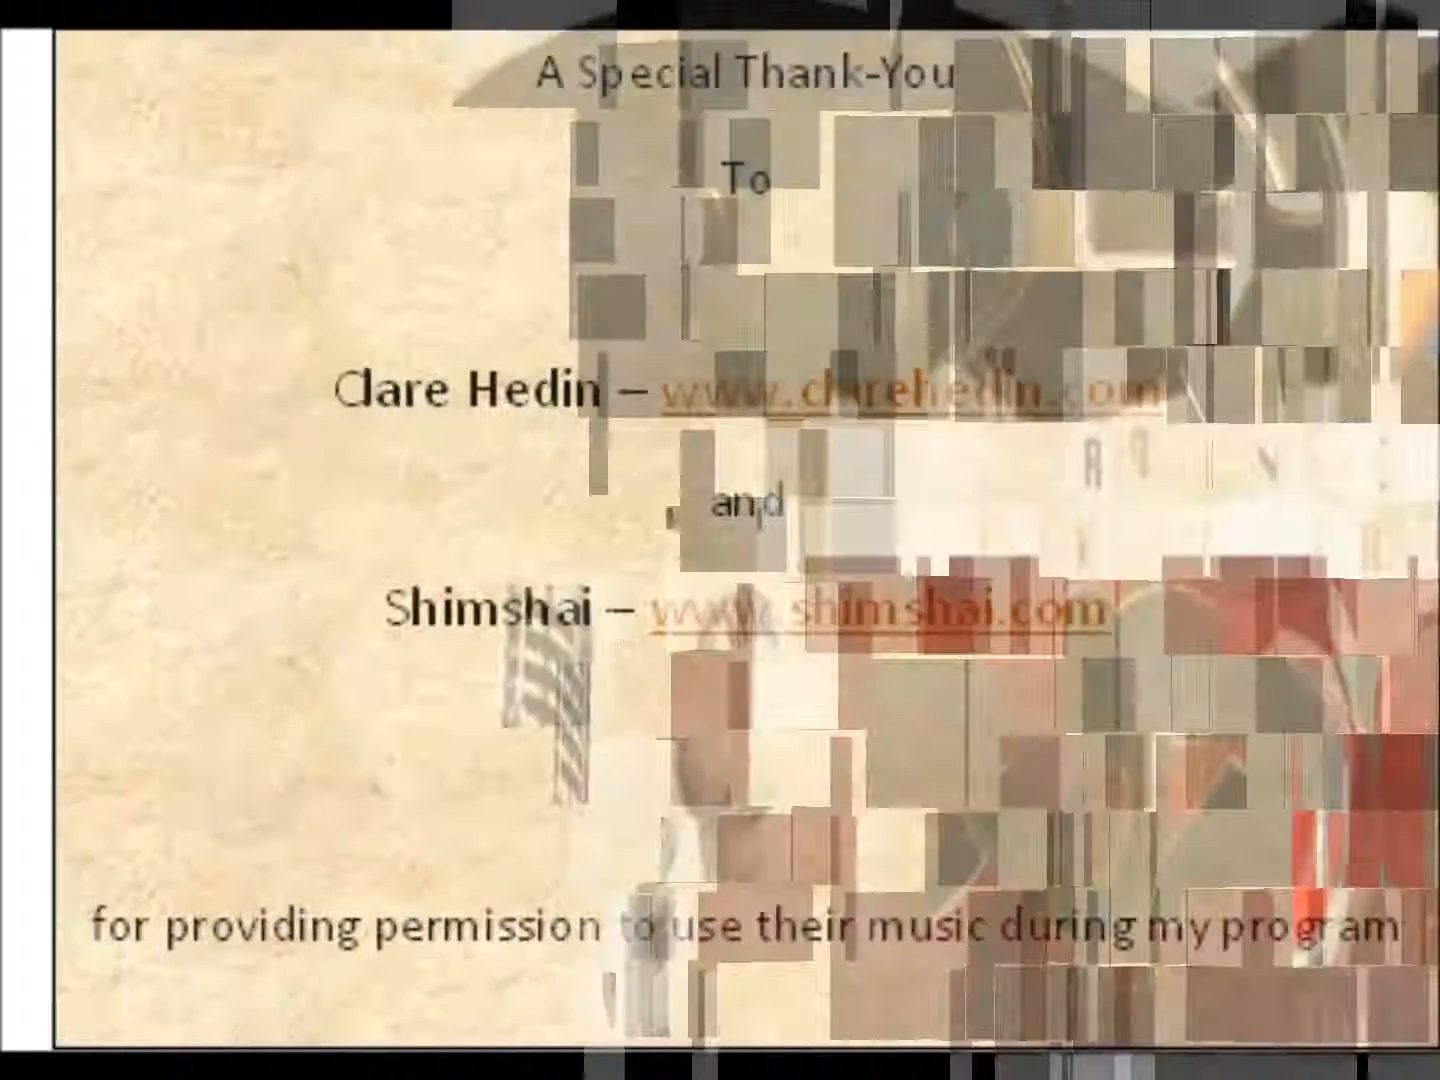 A Special Thank-You
To
Clare Hedin – www.clarehedin.com
and
Shimshai – www.shimshai.com
for providing permission to use their music during my program